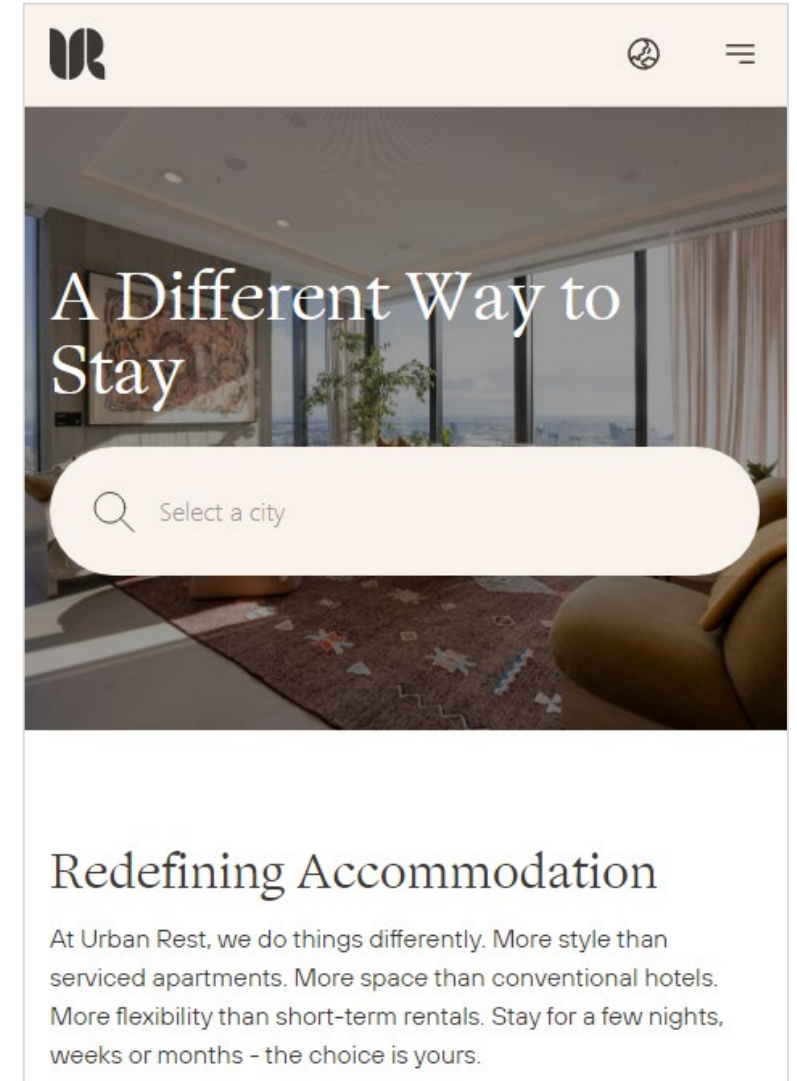 UR
A Different Way to
Stay
Select a city
Redefining Accommodation
At Urban Rest, we do things differently. More style than
serviced apartments. More space than conventional hotels.
More flexibility than short-term rentals. Stay for a few nights,
weeks or months - the choice is yours.